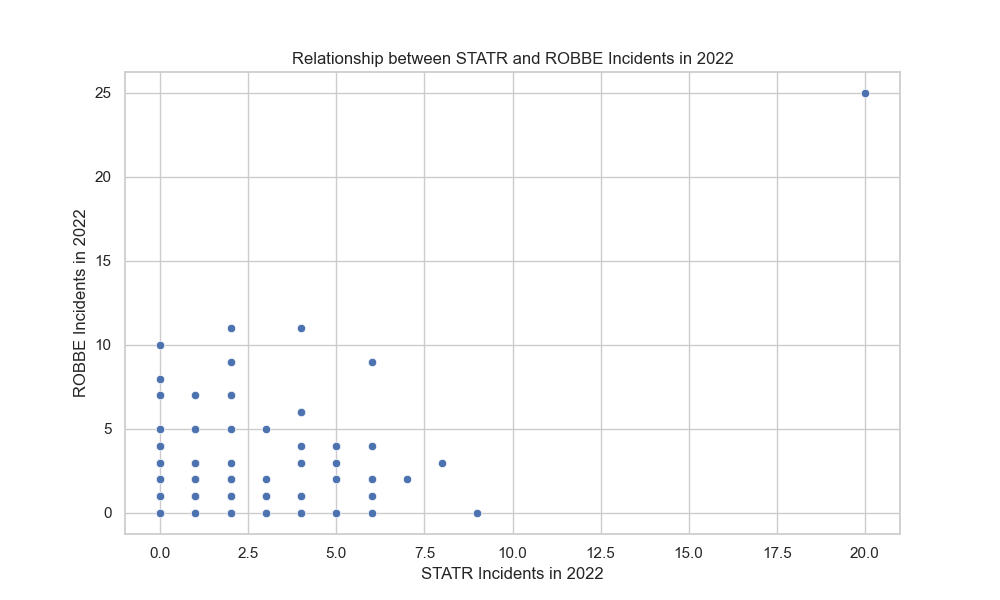 Relationship between STATR and ROBBE Incidents in 2022
25
20
15
10
5
0
ROBBE Incidents in 2022
0.0 2.5 5.0 7.5 10.0 12.5 15.0 17.5 20.0
STATR Incidents in 2022